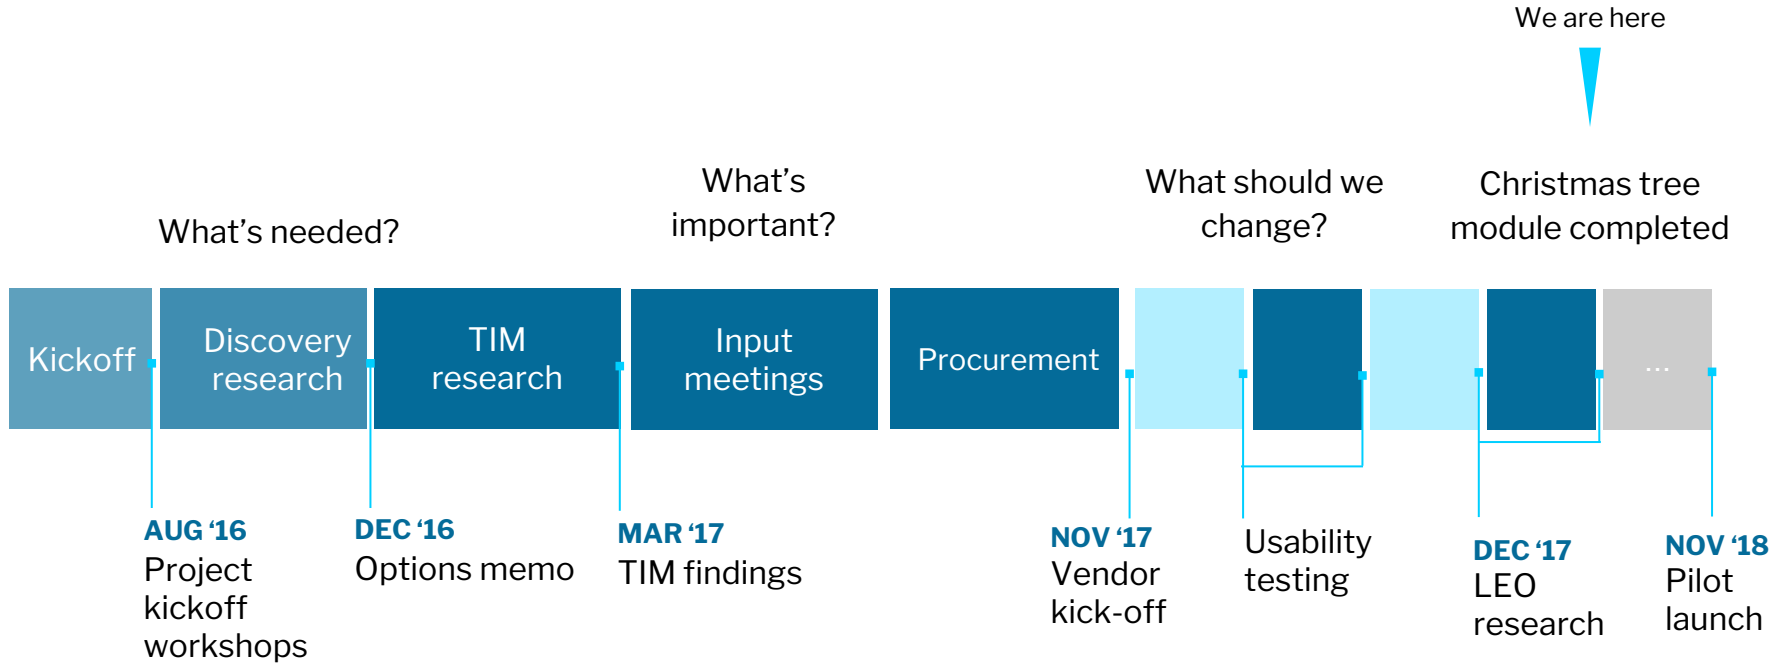 We are here
What's needed?
What's
important?
What should we
change?
Christmas tree
module completed
Kickoff
Discovery
research
TIM
research
Input
meetings
Procurement
...
AUG ‘16
Project
kickoff
workshops
DEC ‘16
Options memo
MAR ‘17
TIM findings
NOV ‘17
Vendor
kick-off
Usability
testing
DEC ‘17
LEO
research
NOV ‘18
Pilot
launch